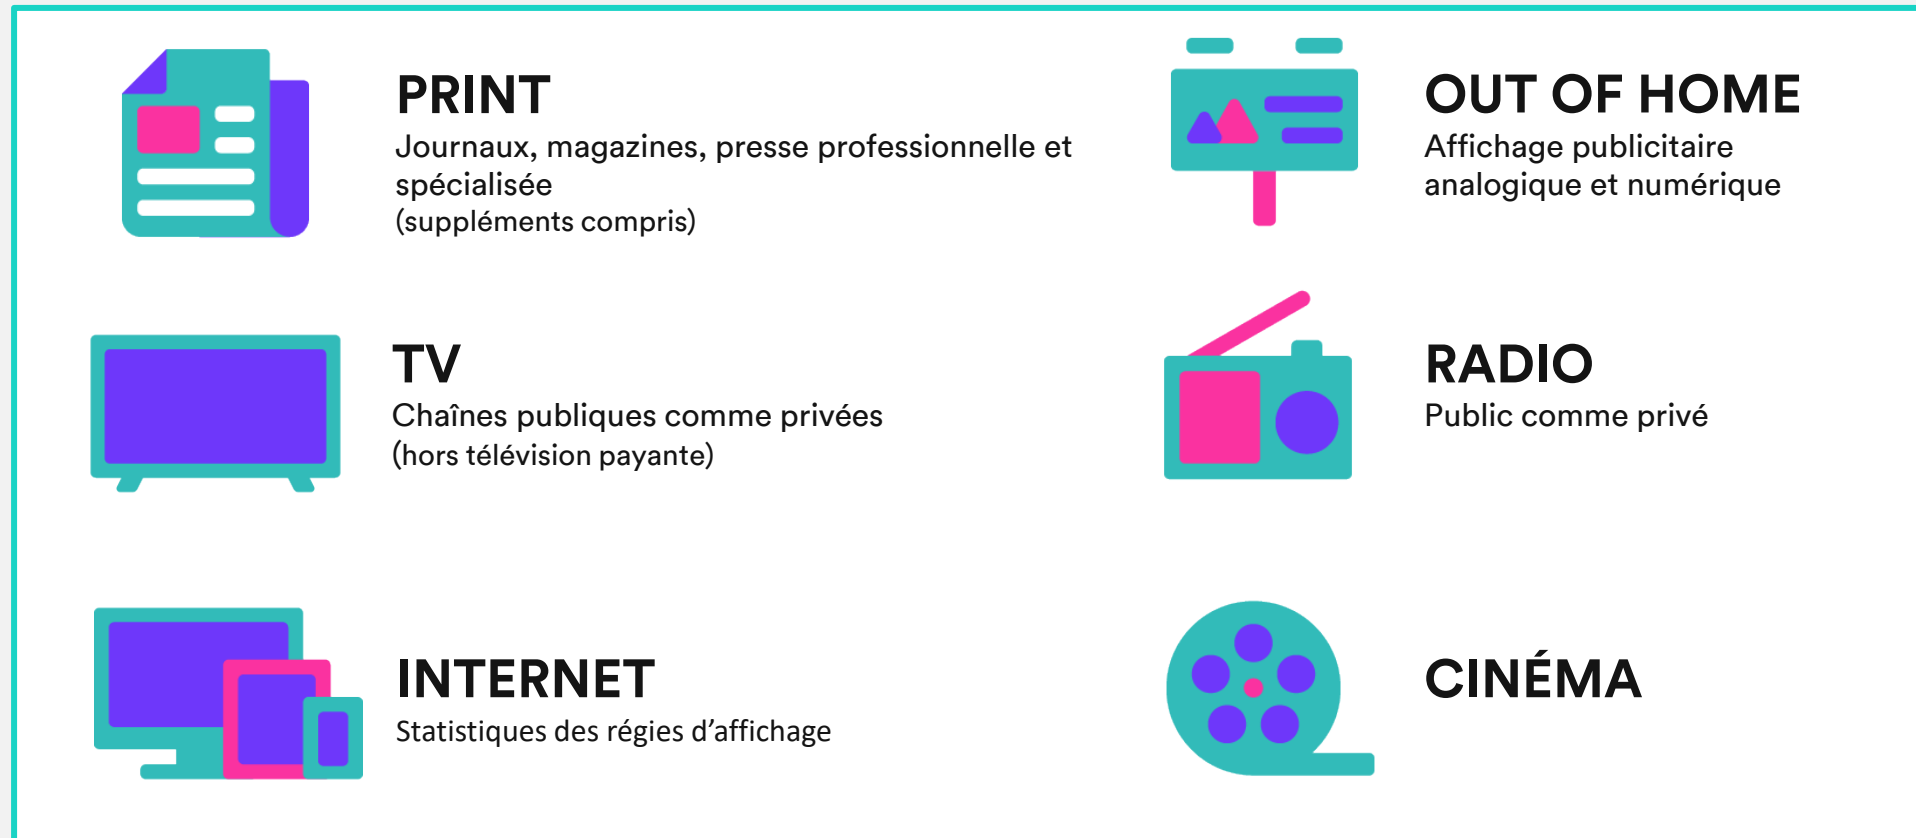 PRINT
Journaux, magazines, presse professionnelle et
spécialisée
(suppléments compris)
OUT OF HOME
Affichage publicitaire
analogique et numérique
TV
Chaînes publiques comme privées
(hors télévision payante)
RADIO
Public comme privé
INTERNET
Statistiques des régies d’affichage
CINÉMA